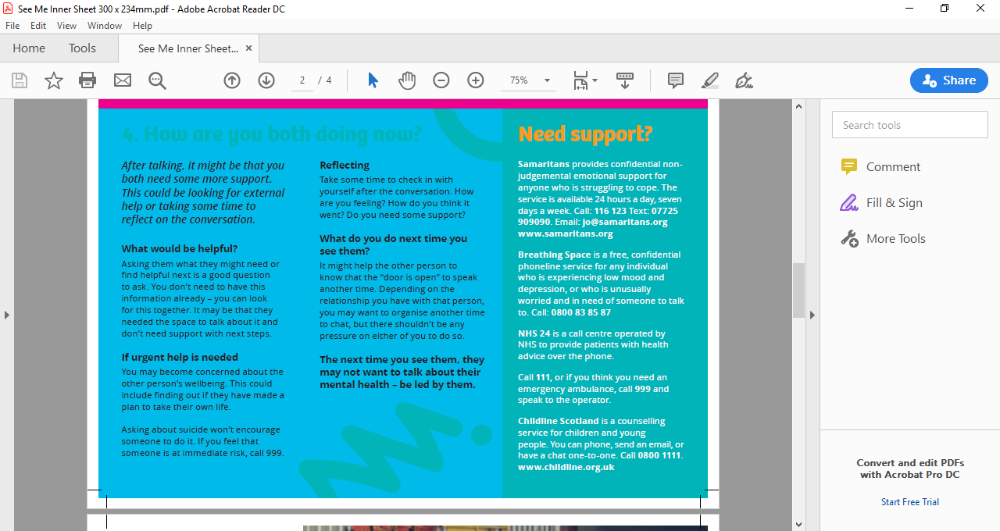 See Me Inner Sheet 300 x 234mm.pdf - Adobe Acrobat Reader DC
File Edit View Window Help
Home Tools See Me Inner Sheet... ×
2 / 4 75% Share
4. How are you both doing now?
After talking, it might be that you
both need some more support.
This could be looking for external
help or taking some time to
reflect on the conversation.
What would be helpful?
Asking them what they might need or
find helpful next is a good question
to ask. You don’t need to have this
information already – you can look
for this together. It may be that they
needed the space to talk about it and
don’t need support with next steps.
If urgent help is needed
You may become concerned about the
other person’s wellbeing. This could
include finding out if they have made a
plan to take their own life.
Asking about suicide won’t encourage
someone to do it. If you feel that
someone is at immediate risk, call 999.
Reflecting
Take some time to check in with
yourself after the conversation. How
are you feeling? How do you think it
went? Do you need some support?
What do you do next time you
see them?
It might help the other person to
know that the “door is open” to speak
another time. Depending on the
relationship you have with that person,
you may want to organise another time
to chat, but there shouldn’t be any
pressure on either of you to do so.
The next time you see them, they
may not want to talk about their
mental health – be led by them.
Need support?
Samaritans provides confidential non-
judgemental emotional support for
anyone who is struggling to cope. The
service is available 24 hours a day, seven
days a week. Call: 116 123 Text: 07725
909090. Email: jo@samaritans.org
www.samaritans.org
Breathing Space is a free, confidential
phoneline service for any individual
who is experiencing low mood and
depression, or who is unusually
worried and in need of someone to talk
to. Call: 0800 83 85 87
NHS 24 is a call centre operated by
NHS to provide patients with health
advice over the phone.
Call 111, or if you think you need an
emergency ambulance, call 999 and
speak to the operator.
Childline Scotland is a counselling
service for children and young
people. You can phone, send an email, or
have a chat one-to-one. Call 0800 1111.
www.childline.org.uk
Search tools
Comment
Fill & Sign
More Tools
Convert and edit PDFs
with Acrobat Pro DC
Start Free Trial